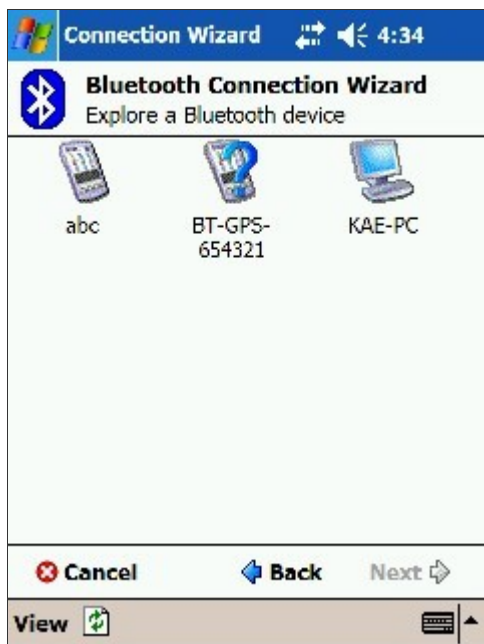 Connection Wizard 4:34
Bluetooth Connection Wizard
Explore a Bluetooth device
abc
BT-GPS-
654321
KAE-PC
Cancel Back Next
View